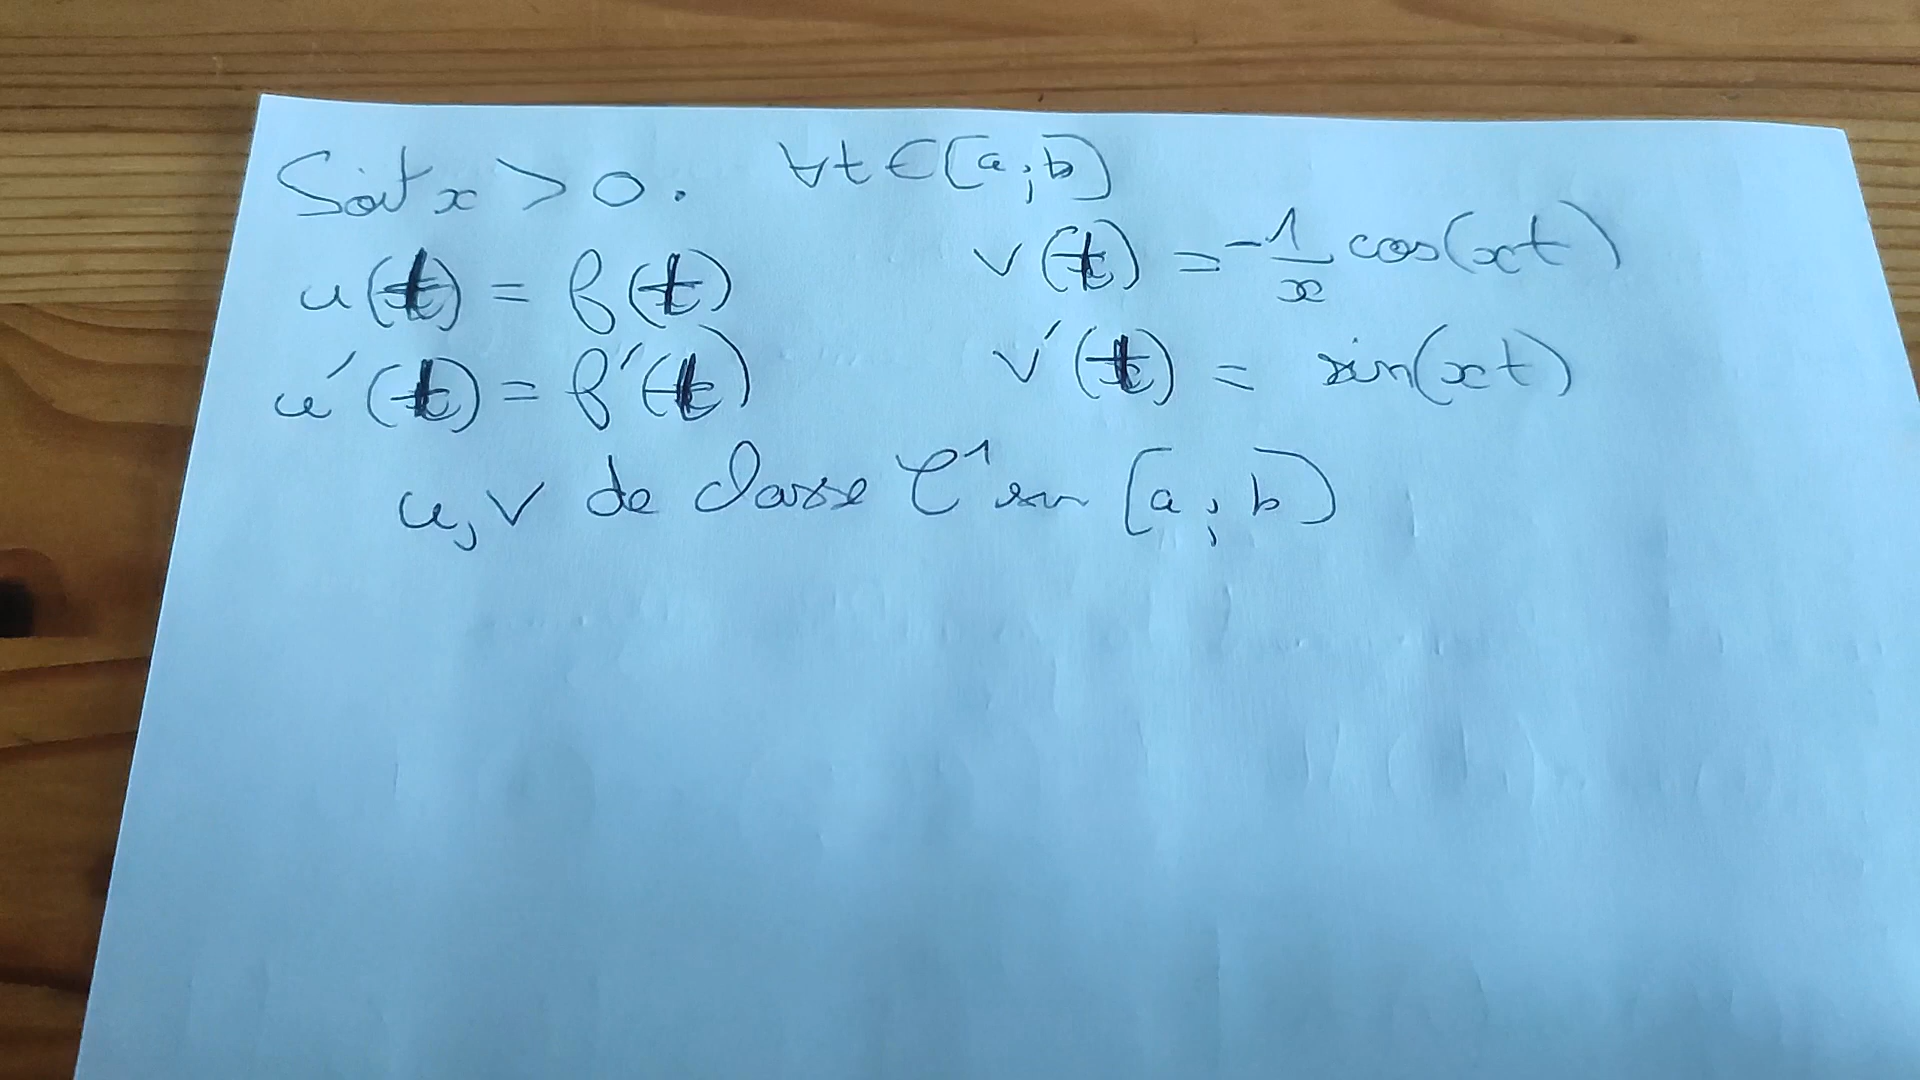 Soit x > 0. ∀t ∈ [a ; b]
u(t) = f(t) v(t) = -1/x cos(xt)
u'(t) = f'(t) v'(t) = sin(xt)
u, v de classe C¹ sur [a ; b]